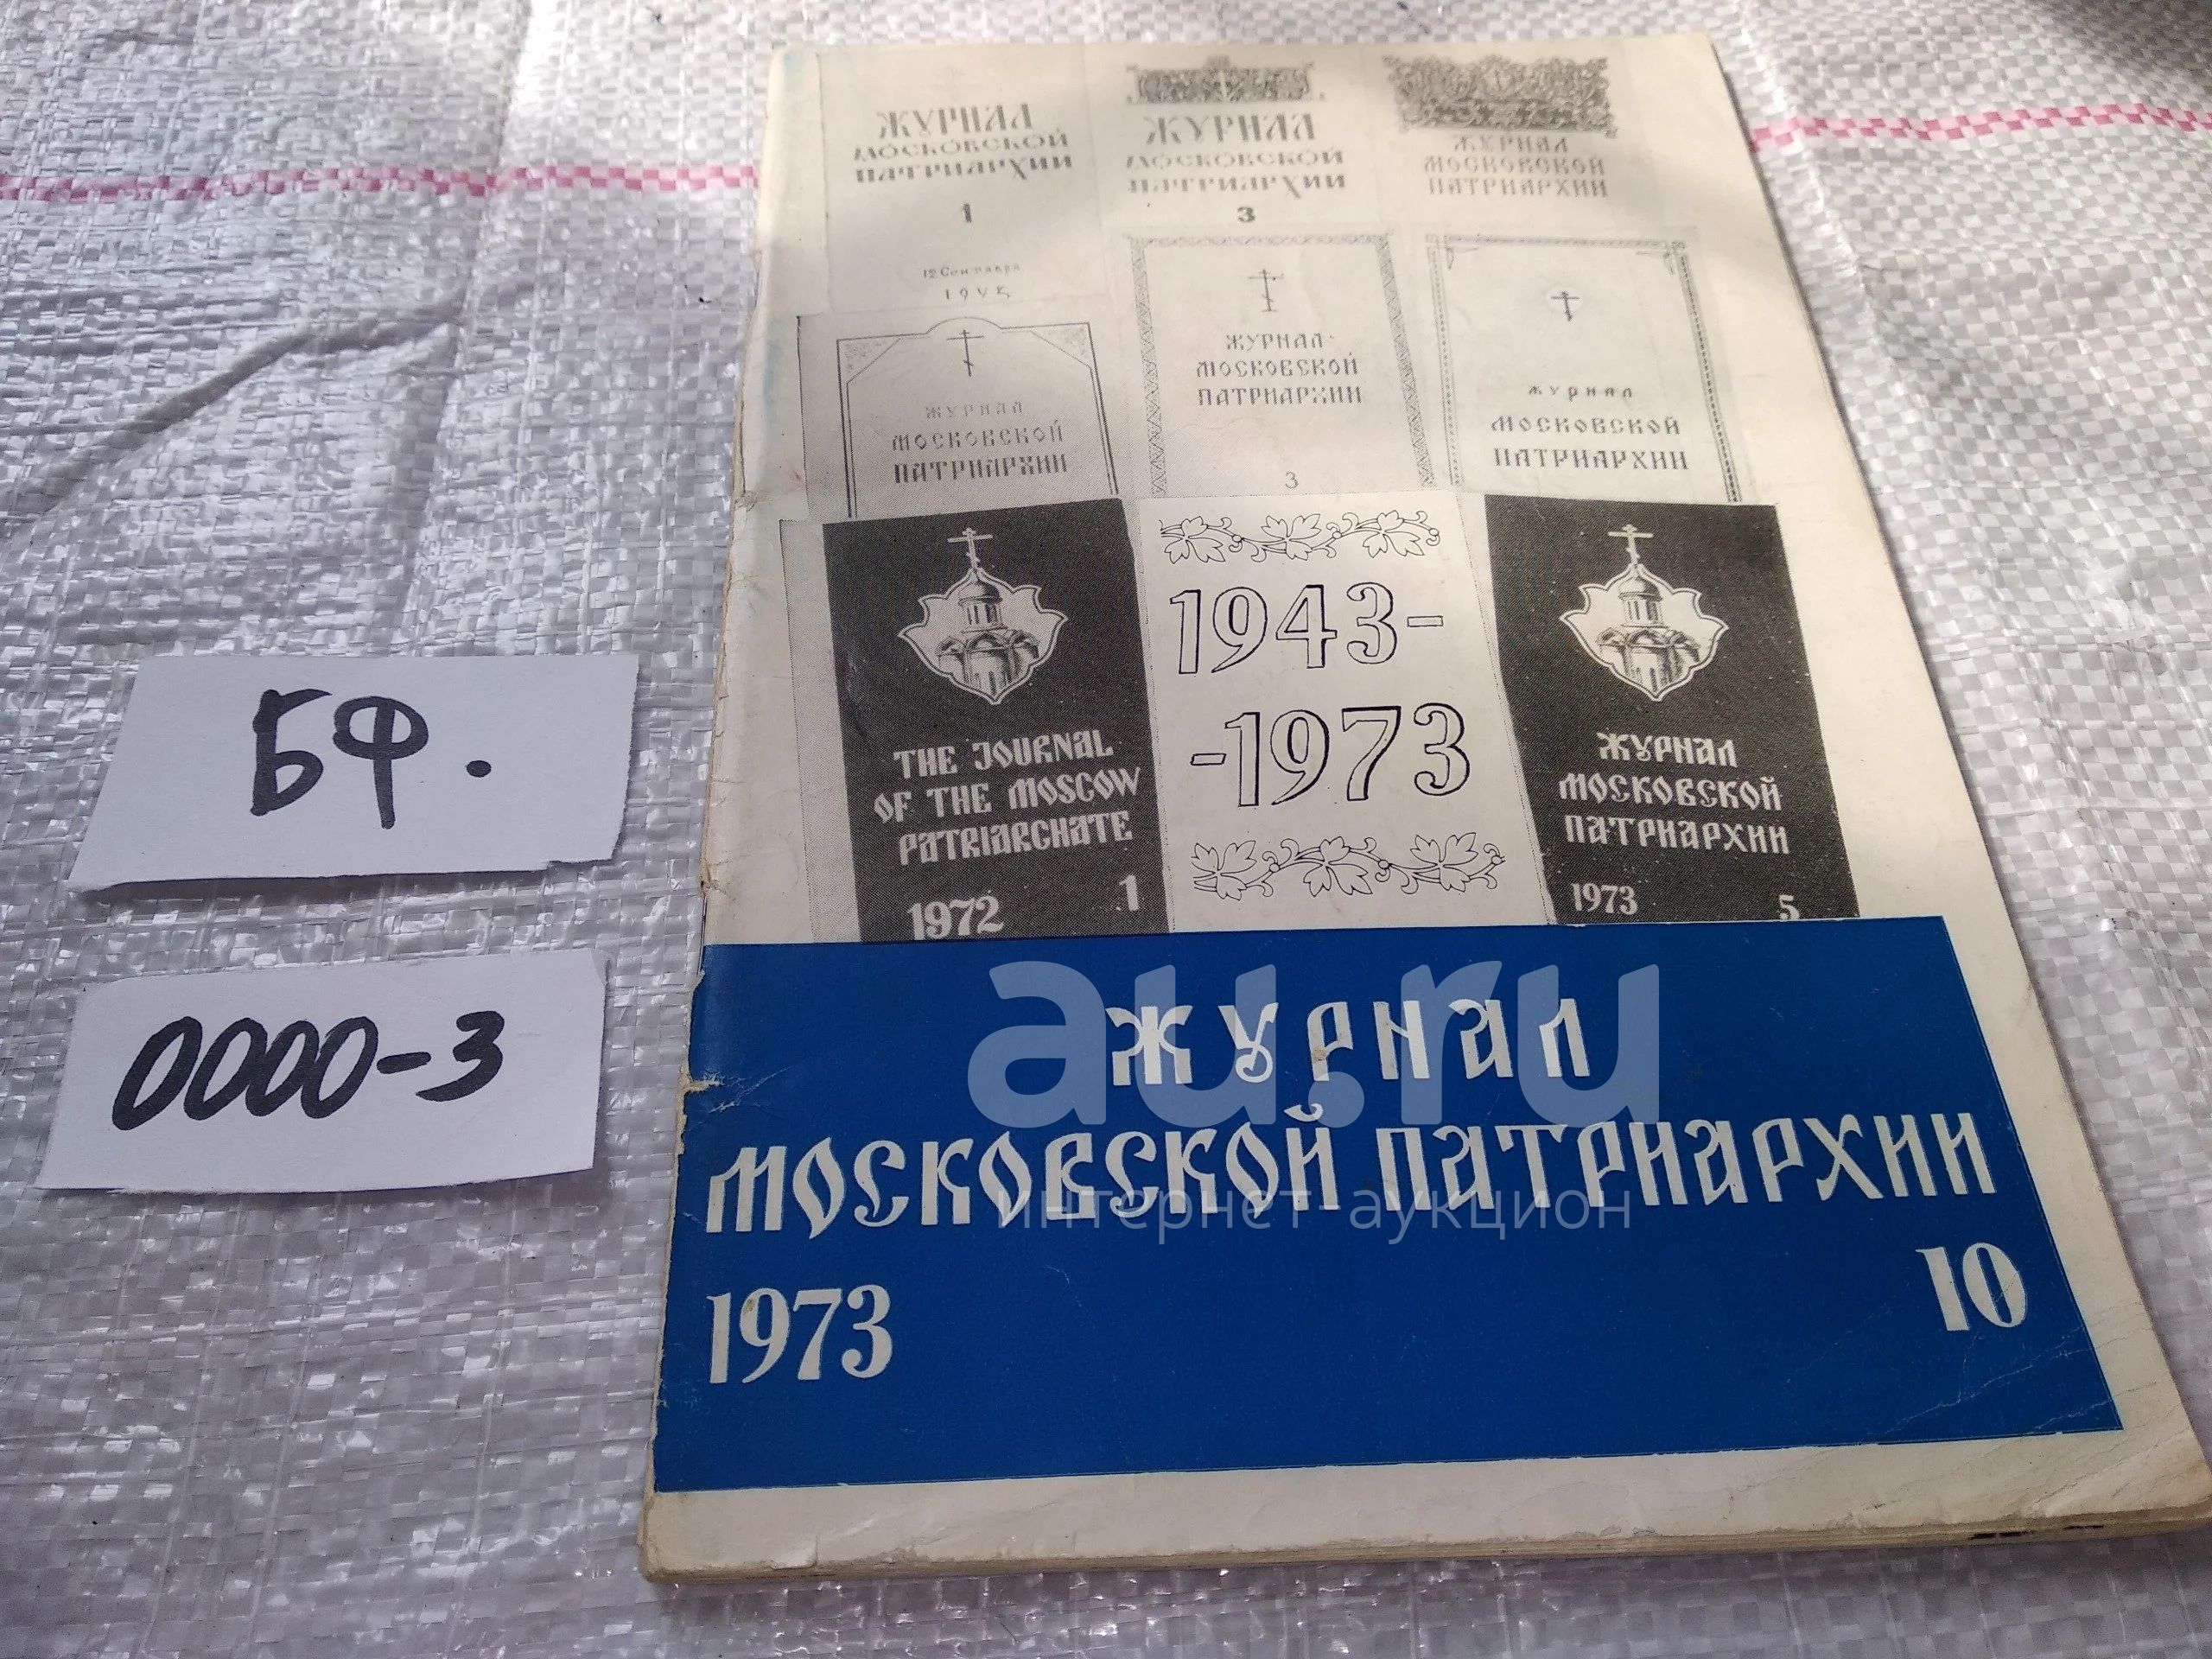 ЖУРНАЛ
МОСКОВСКОЙ
ПАТРИАРХИИ
1
12 Сентября
1943
ЖУРНАЛ
МОСКОВСКОЙ
ПАТРИАРХИИ
3
ЖУРНАЛ
МОСКОВСКОЙ
ПАТРИАРХИИ
ЖУРНАЛ
МОСКОВСКОЙ
ПАТРИАРХИИ
ЖУРНАЛ
МОСКОВСКОЙ
ПАТРИАРХИИ
3
ЖУРНАЛ
МОСКОВСКОЙ
ПАТРИАРХИИ
THE JOURNAL
OF THE MOSCOW
PATRIARCHATE
1972 1
1943-
-1973
ЖУРНАЛ
МОСКОВСКОЙ
ПАТРИАРХИИ
1973 5
БФ.
0000-3
ЖУРНАЛ
МОСКОВСКОЙ ПАТРИАРХИИ
1973 10
au.ru
интернет аукцион